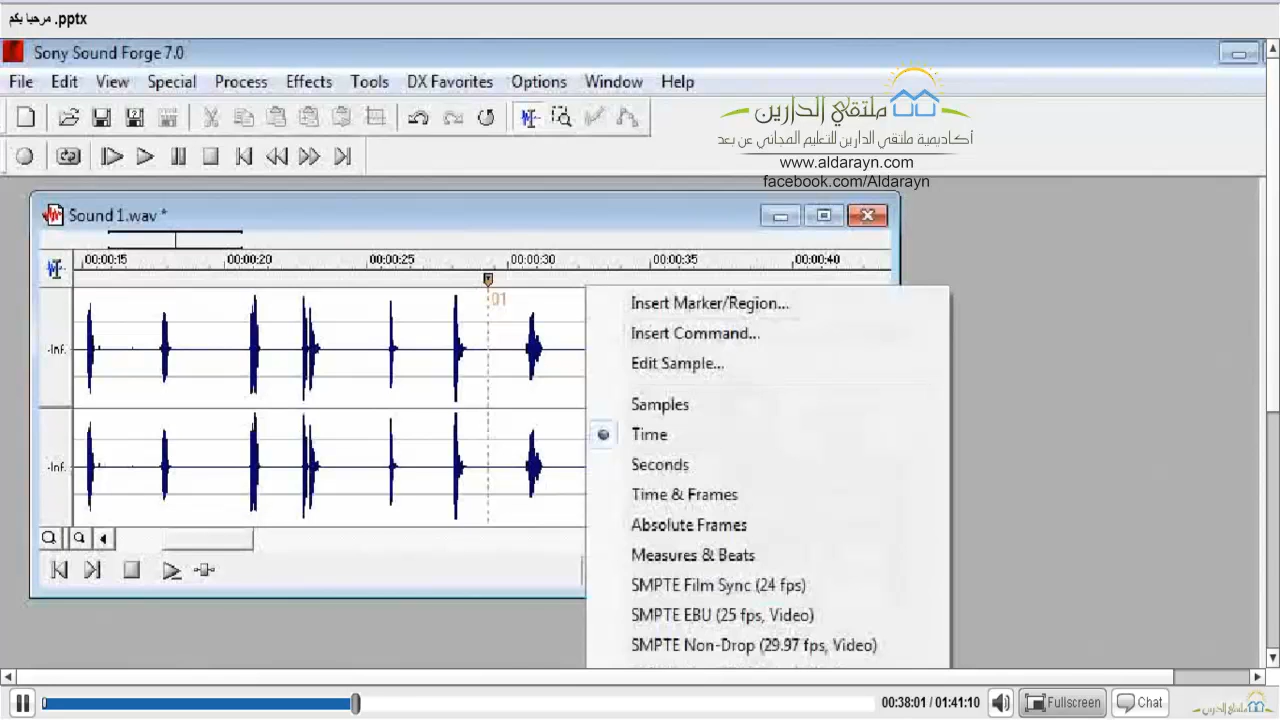 مرحبا بكم .pptx
Sony Sound Forge 7.0
File Edit View Special Process Effects Tools DX Favorites Options Window Help
ملتقي الدارين
أكاديمية ملتقي الدارين للتعليم المجاني عن بعد
www.aldarayn.com
facebook.com/Aldarayn
Sound 1.wav *
00:00:15 00:00:20 00:00:25 00:00:30 00:00:35 00:00:40
01
Insert Marker/Region...
Insert Command...
-Inf.
Edit Sample...
Samples
Time
Seconds
-Inf.
Time & Frames
Absolute Frames
Measures & Beats
SMPTE Film Sync (24 fps)
SMPTE EBU (25 fps, Video)
SMPTE Non-Drop (29.97 fps, Video)
00:38:01 / 01:41:10 Fullscreen Chat ملتقي الدارين